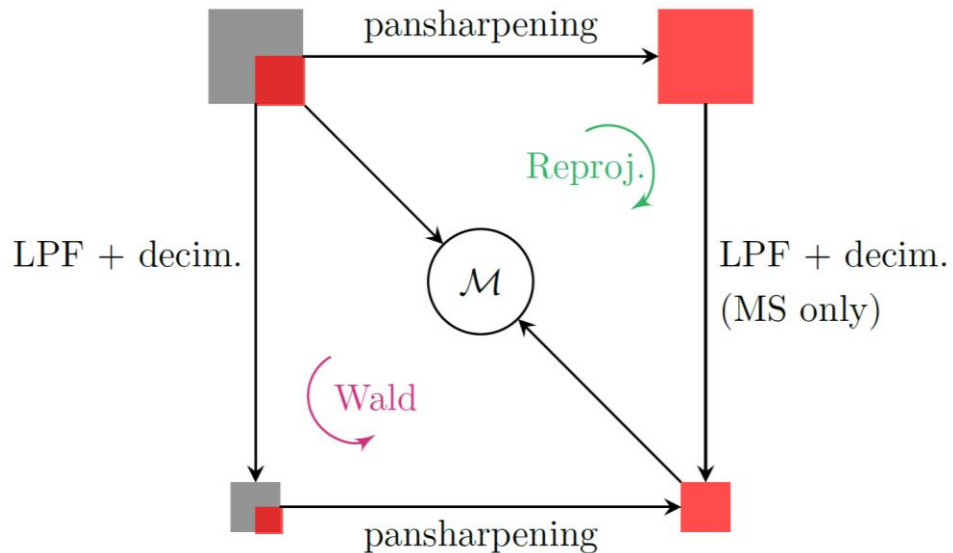 pansharpening
Reproj.
LPF + decim.
LPF + decim.
(MS only)
M
Wald
pansharpening